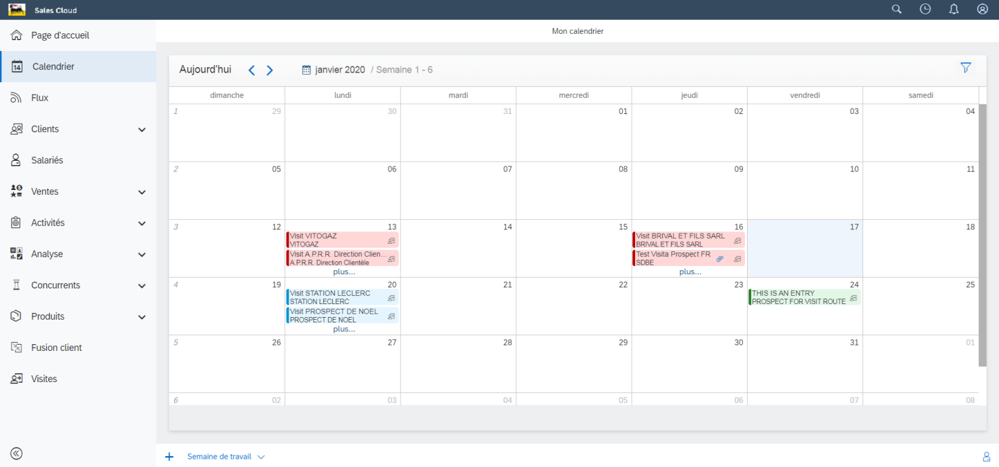 Sales Cloud
Page d'accueil
14
Calendrier
Flux
Clients
Salariés
Ventes
Activités
Analyse
Concurrents
Produits
Fusion client
Visites
Mon calendrier
Aujourd'hui janvier 2020 / Semaine 1 - 6
dimanche lundi mardi mercredi jeudi vendredi samedi
1 29 30 31 01 02 03 04
2 05 06 07 08 09 10 11
3 12 13 14 15 16 17 18
Visit VITOGAZ
VITOGAZ
Visit A.P.R.R. Direction Clien...
A.P.R.R. Direction Clientèle
plus...
Visit BRIVAL ET FILS SARL
BRIVAL ET FILS SARL
Test Visita Prospect FR
SDBE
plus...
4 19 20 21 22 23 24 25
Visit STATION LECLERC
STATION LECLERC
Visit PROSPECT DE NOEL
PROSPECT DE NOEL
plus...
THIS IS AN ENTRY
PROSPECT FOR VISIT ROUTE
5 26 27 28 29 30 31 01
6 02 03 04 05 06 07 08
Semaine de travail